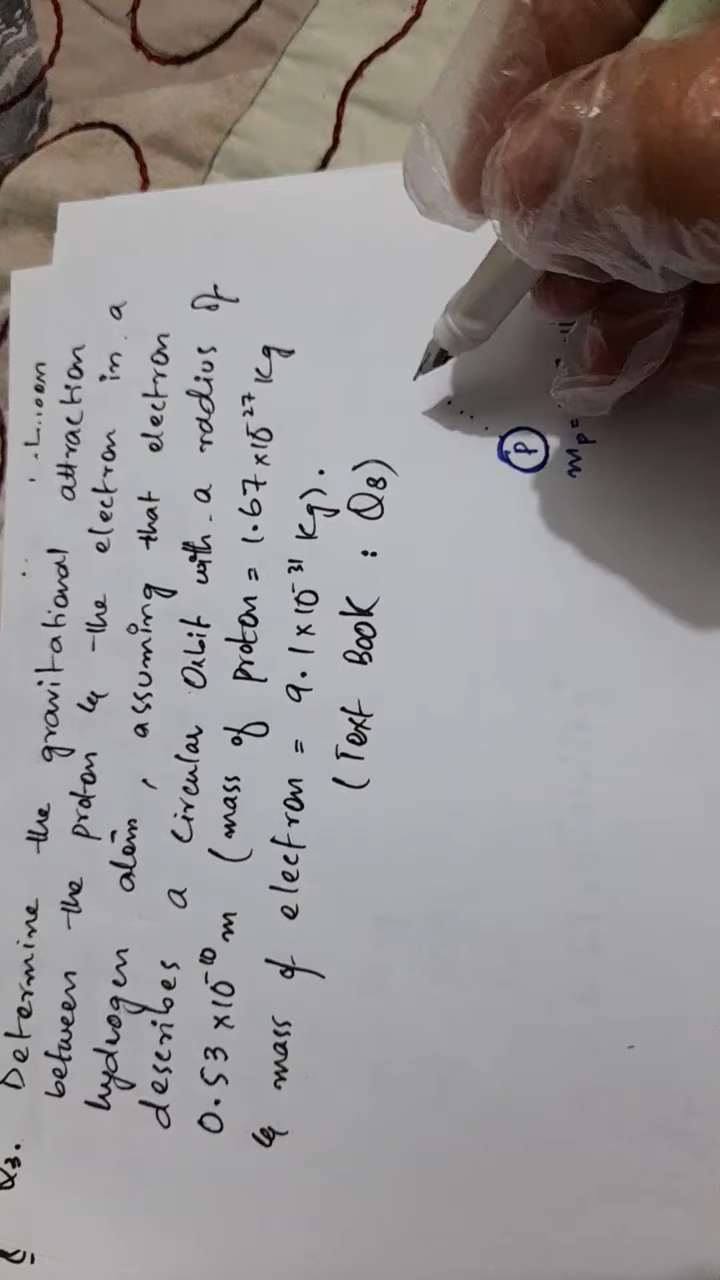 Q3. Determine the gravitational attraction
between the proton & the electron in a
hydrogen atom, assuming that electron
describes a circular orbit with a radius of
0.53 ×10⁻¹⁰ m (mass of proton = 1.67 ×10⁻²⁷ Kg
& mass of electron = 9.1×10⁻³¹ Kg).
(Text Book : Q8)
P
mp =